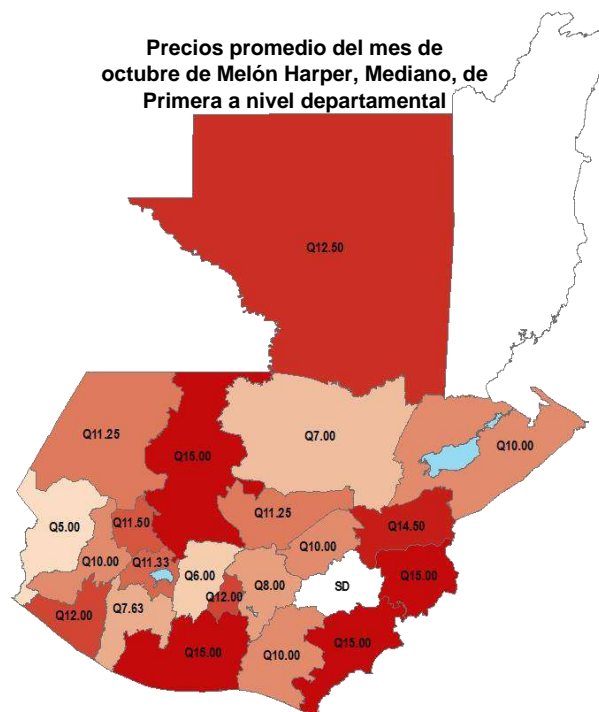 Precios promedio del mes de
octubre de Melón Harper, Mediano, de
Primera a nivel departamental
Q12.50
Q11.25
Q15.00
Q7.00
Q10.00
Q5.00
Q11.50
Q11.25
Q14.50
Q10.00
Q10.00
Q11.33
Q6.00
Q8.00
SD
Q15.00
Q12.00
Q7.63
Q12.00
Q15.00
Q10.00
Q15.00